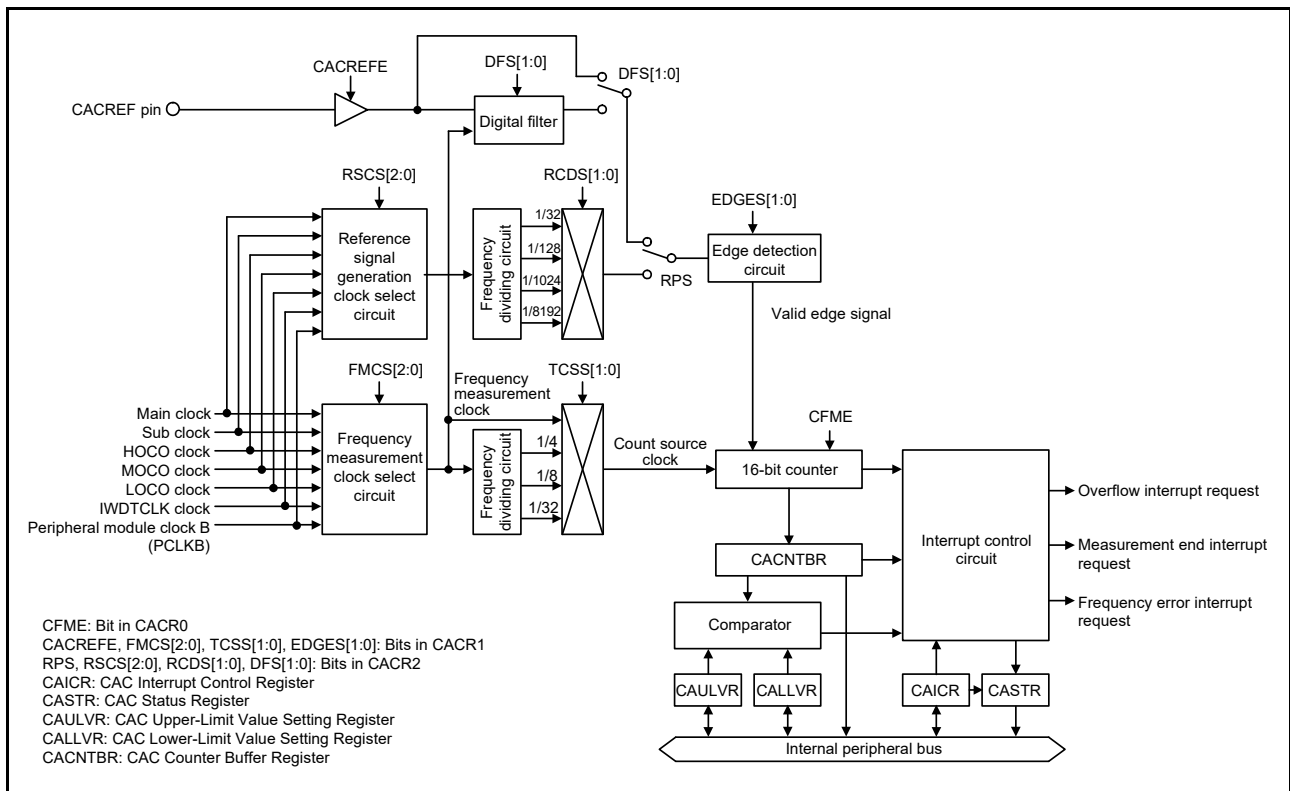 CACREFE
DFS[1:0]
DFS[1:0]
CACREF pin
Digital filter
RSCS[2:0]
RCDS[1:0]
EDGES[1:0]
Reference
signal
generation
clock select
circuit
Frequency
dividing circuit
1/32
1/128
1/1024
1/8192
RPS
Edge detection
circuit
Valid edge signal
FMCS[2:0]
Frequency
measurement
clock
TCSS[1:0]
Main clock
Sub clock
HOCO clock
MOCO clock
LOCO clock
IWDTCLK clock
Peripheral module clock B
(PCLKB)
Frequency
measurement
clock select
circuit
Frequency
dividing circuit
1/4
1/8
1/32
Count source
clock
CFME
16-bit counter
CACNTBR
Comparator
CAULVR
CALLVR
Interrupt control
circuit
CAICR
CASTR
Overflow interrupt request
Measurement end interrupt
request
Frequency error interrupt
request
Internal peripheral bus
CFME: Bit in CACR0
CACREFE, FMCS[2:0], TCSS[1:0], EDGES[1:0]: Bits in CACR1
RPS, RSCS[2:0], RCDS[1:0], DFS[1:0]: Bits in CACR2
CAICR: CAC Interrupt Control Register
CASTR: CAC Status Register
CAULVR: CAC Upper-Limit Value Setting Register
CALLVR: CAC Lower-Limit Value Setting Register
CACNTBR: CAC Counter Buffer Register